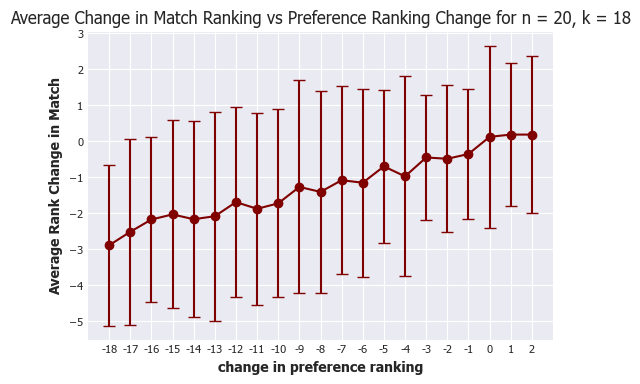 Average Change in Match Ranking vs Preference Ranking Change for n = 20, k = 18
Average Rank Change in Match
3
2
1
0
−1
−2
−3
−4
−5
-18 -17 -16 -15 -14 -13 -12 -11 -10 -9 -8 -7 -6 -5 -4 -3 -2 -1 0 1 2
change in preference ranking